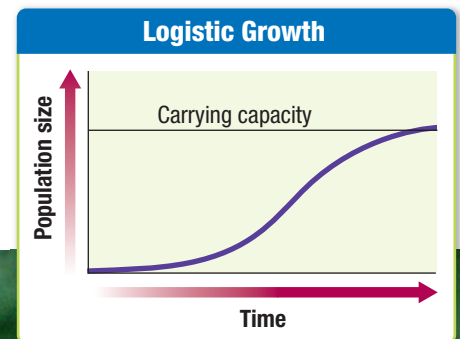 Logistic Growth
Population size
Carrying capacity
Time